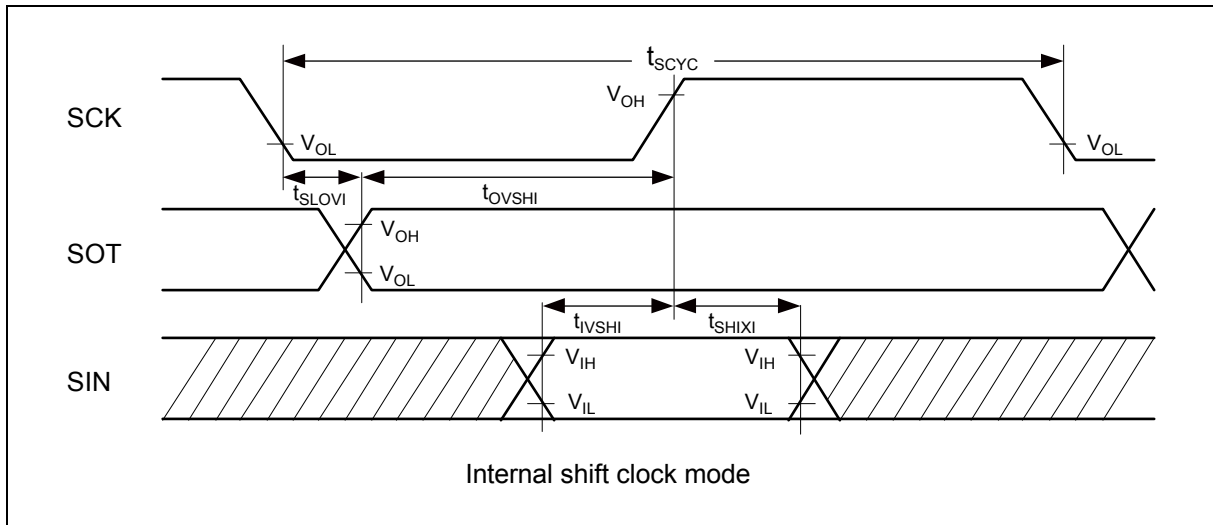 tSCYC
SCK
VOH
VOL
VOL
tSLOVI
tOVSHI
SOT
VOH
VOL
tIVSHI
tSHIXI
SIN
VIH
VIH
VIL
VIL
Internal shift clock mode